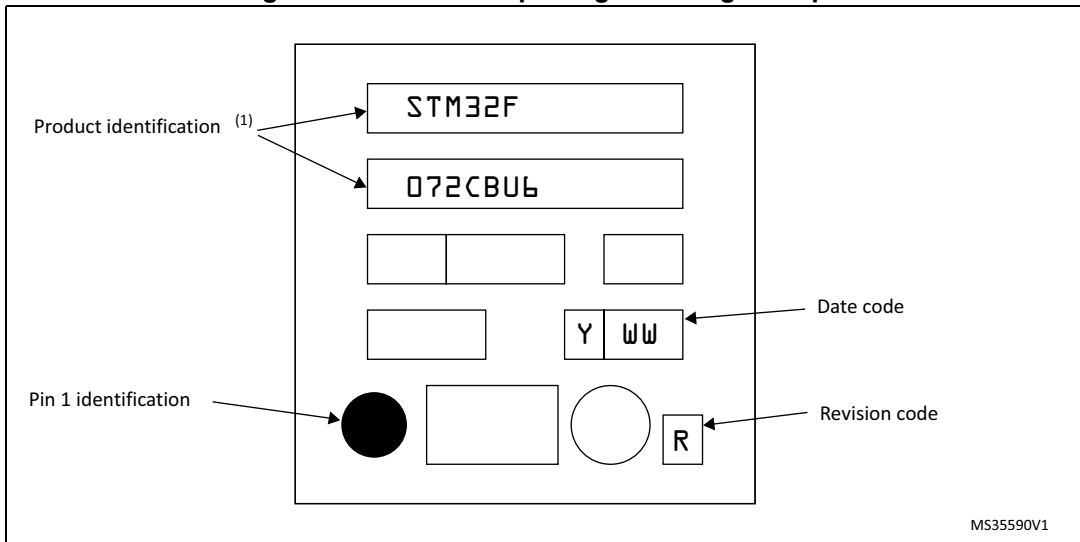 Product identification (1)
STM32F
072CBU6
Y WW
Date code
Pin 1 identification
R
Revision code
MS35590V1